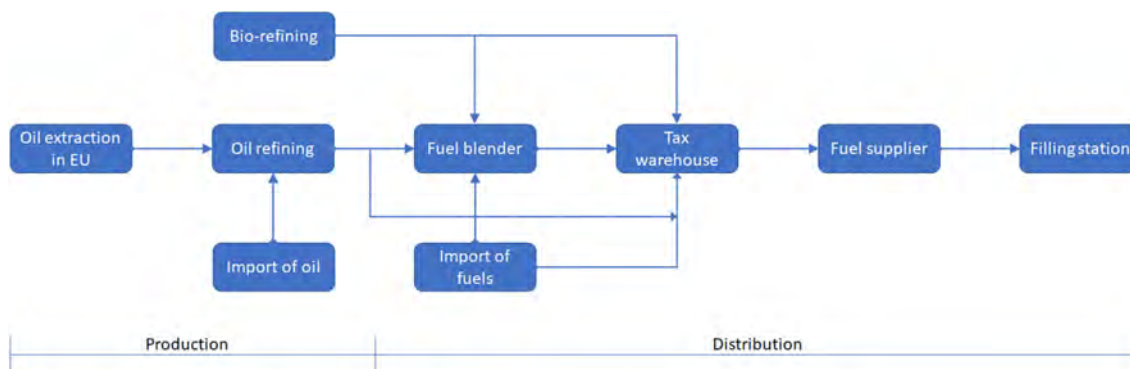 Bio-refining
Oil extraction
in EU
Oil refining
Fuel blender
Tax
warehouse
Fuel supplier
Filling station
Import of oil
Import of
fuels
Production
Distribution